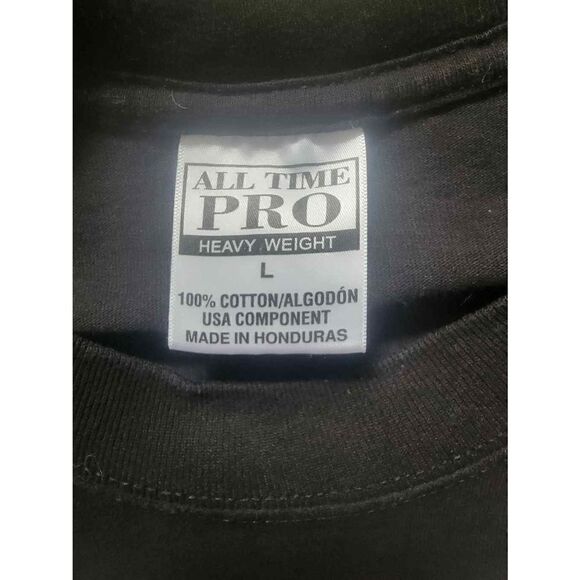 ALL TIME
PRO
HEAVY WEIGHT
L
100% COTTON/ALGODÓN
USA COMPONENT
MADE IN HONDURAS